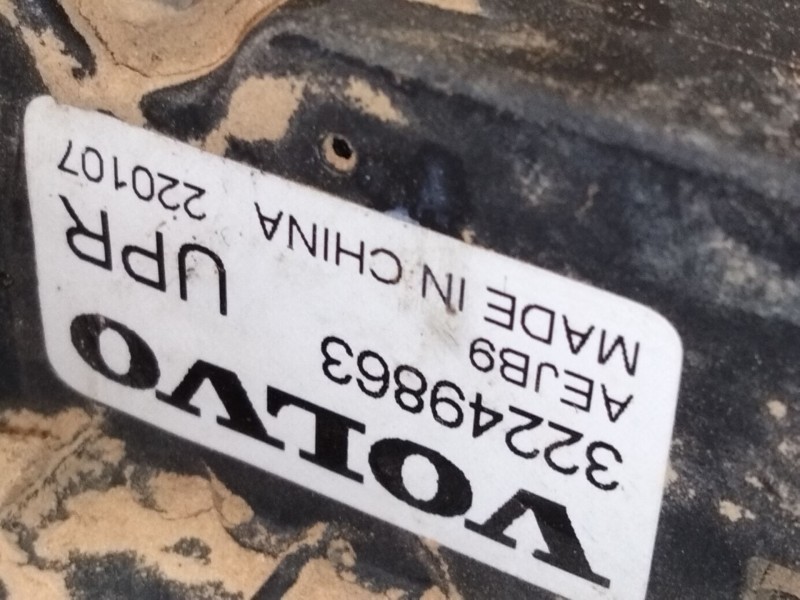 VOLVO
32249863 UPR
AEJB9
MADE IN CHINA 220107